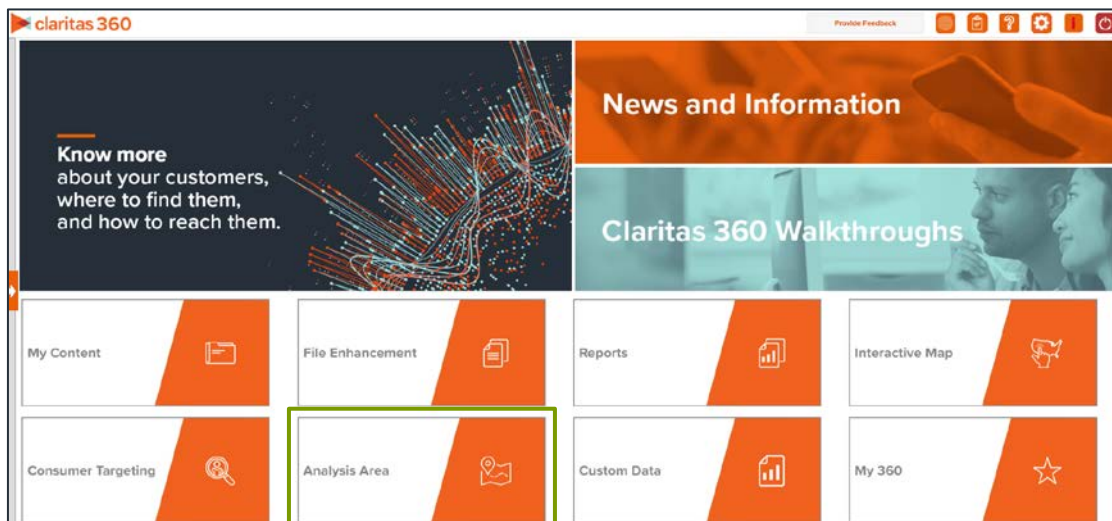 claritas 360
Provide Feedback
Know more
about your customers,
where to find them,
and how to reach them.
News and Information
Claritas 360 Walkthroughs
My Content
File Enhancement
Reports
Interactive Map
Consumer Targeting
Analysis Area
Custom Data
My 360